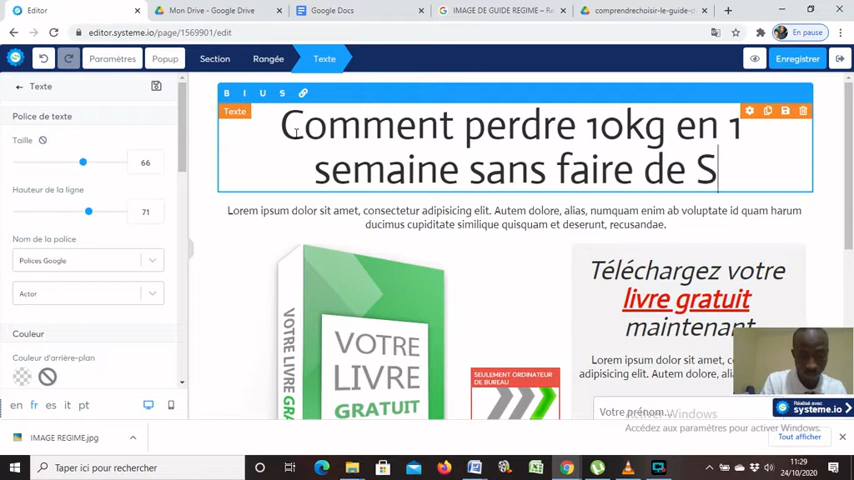 Editor
Mon Drive - Google Drive
Google Docs
IMAGE DE GUIDE REGIME – Re
comprendrechoisir-le-guide-d
editor.systeme.io/page/1569901/edit
En pause
Paramètres
Popup
Section
Rangée
Texte
Enregistrer
Texte
B I U S
Texte
Police de texte
Taille
66
Hauteur de la ligne
71
Nom de la police
Polices Google
Actor
Couleur
Couleur d'arrière-plan
en fr es it pt
Comment perdre 10kg en 1
semaine sans faire de S
Lorem ipsum dolor sit amet, consectetur adipisicing elit. Autem dolore, alias, numquam enim ab voluptate id quam harum
ducimus cupiditate similique quisquam et deserunt, recusandae.
VOTRE LIVRE GRA
VOTRE
LIVRE
GRATUIT
SEULEMENT ORDINATEUR
DE BUREAU
Téléchargez votre
livre gratuit
maintenant
Lorem ipsum dolor sit amet,
adipisicing elit. Autem dolore,
Votre prénom...
Réalisé avec
systeme.io
Activer Windows
Accédez aux paramètres pour activer Windows.
IMAGE REGIME.jpg
Tout afficher
Taper ici pour rechercher
11:29
24/10/2020